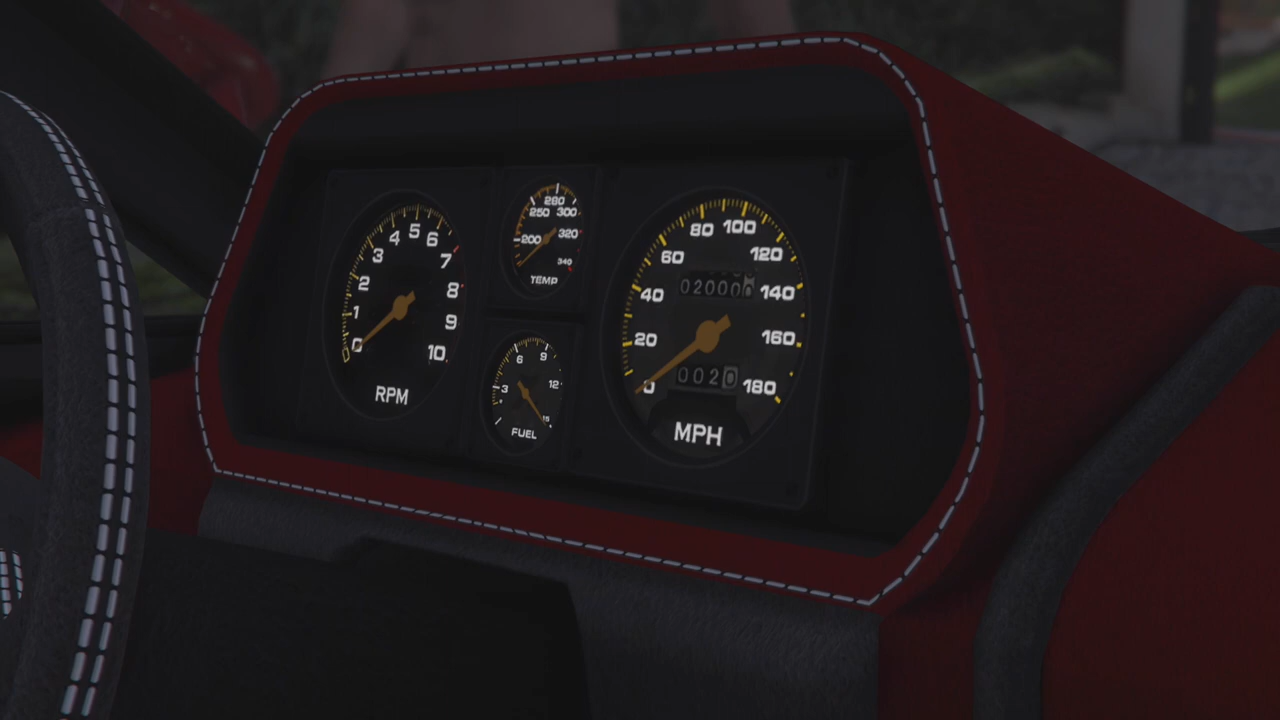 0 1 2 3 4 5 6 7 8 9 10
RPM
200 250 280 300 320 340
TEMP
3 6 9 12 15
FUEL
0 20 40 60 80 100 120 140 160 180
02000
0020
MPH